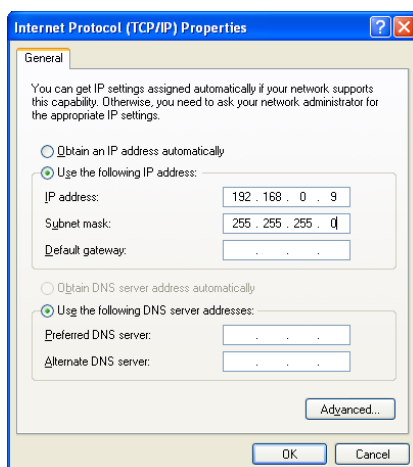 Internet Protocol (TCP/IP) Properties
General
You can get IP settings assigned automatically if your network supports
this capability. Otherwise, you need to ask your network administrator for
the appropriate IP settings.
Obtain an IP address automatically
Use the following IP address:
IP address: 192 . 168 . 0 . 9
Subnet mask: 255 . 255 . 255 . 0
Default gateway: . . .
Obtain DNS server address automatically
Use the following DNS server addresses:
Preferred DNS server: . . .
Alternate DNS server: . . .
Advanced...
OK Cancel